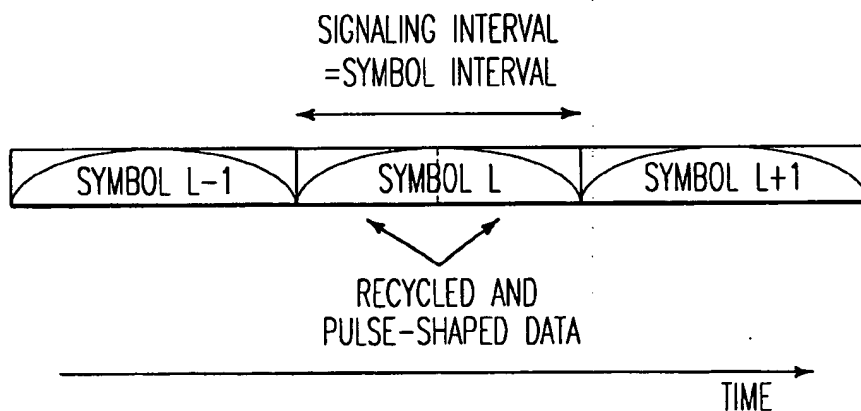 SIGNALING INTERVAL
=SYMBOL INTERVAL
SYMBOL L-1
SYMBOL L
SYMBOL L+1
RECYCLED AND
PULSE-SHAPED DATA
TIME